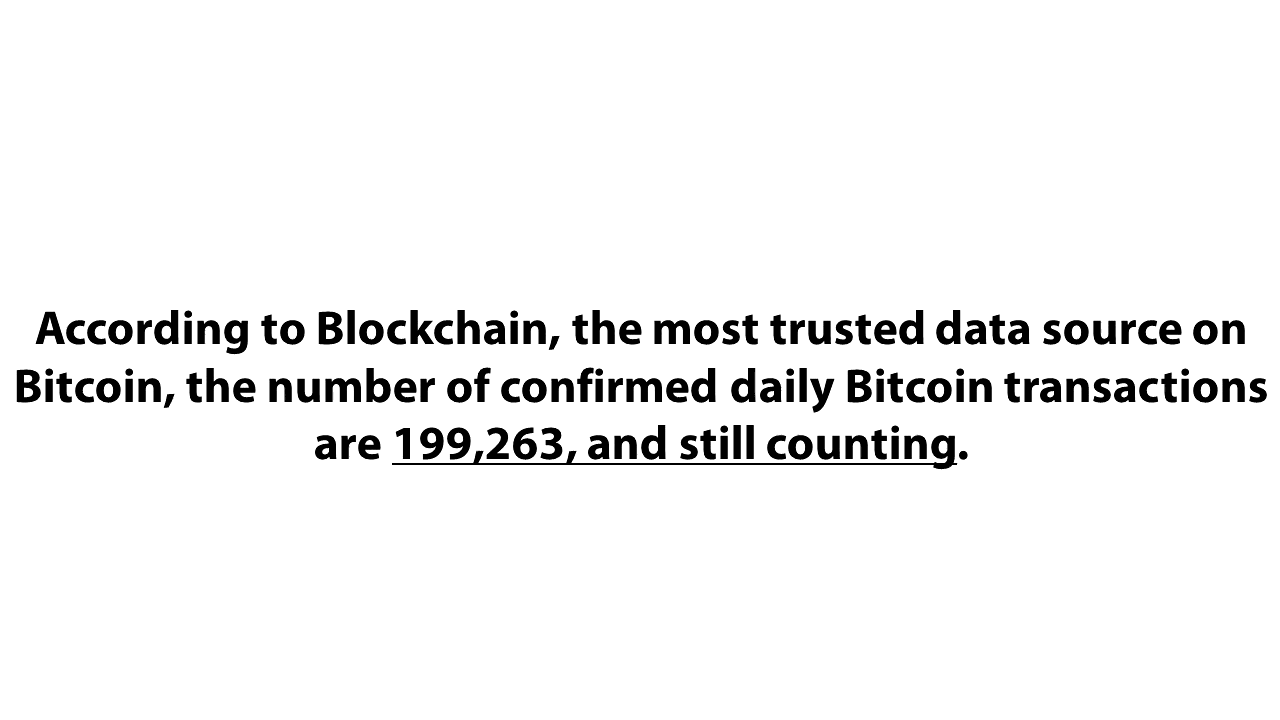 According to Blockchain, the most trusted data source on
Bitcoin, the number of confirmed daily Bitcoin transactions
are 199,263, and still counting.